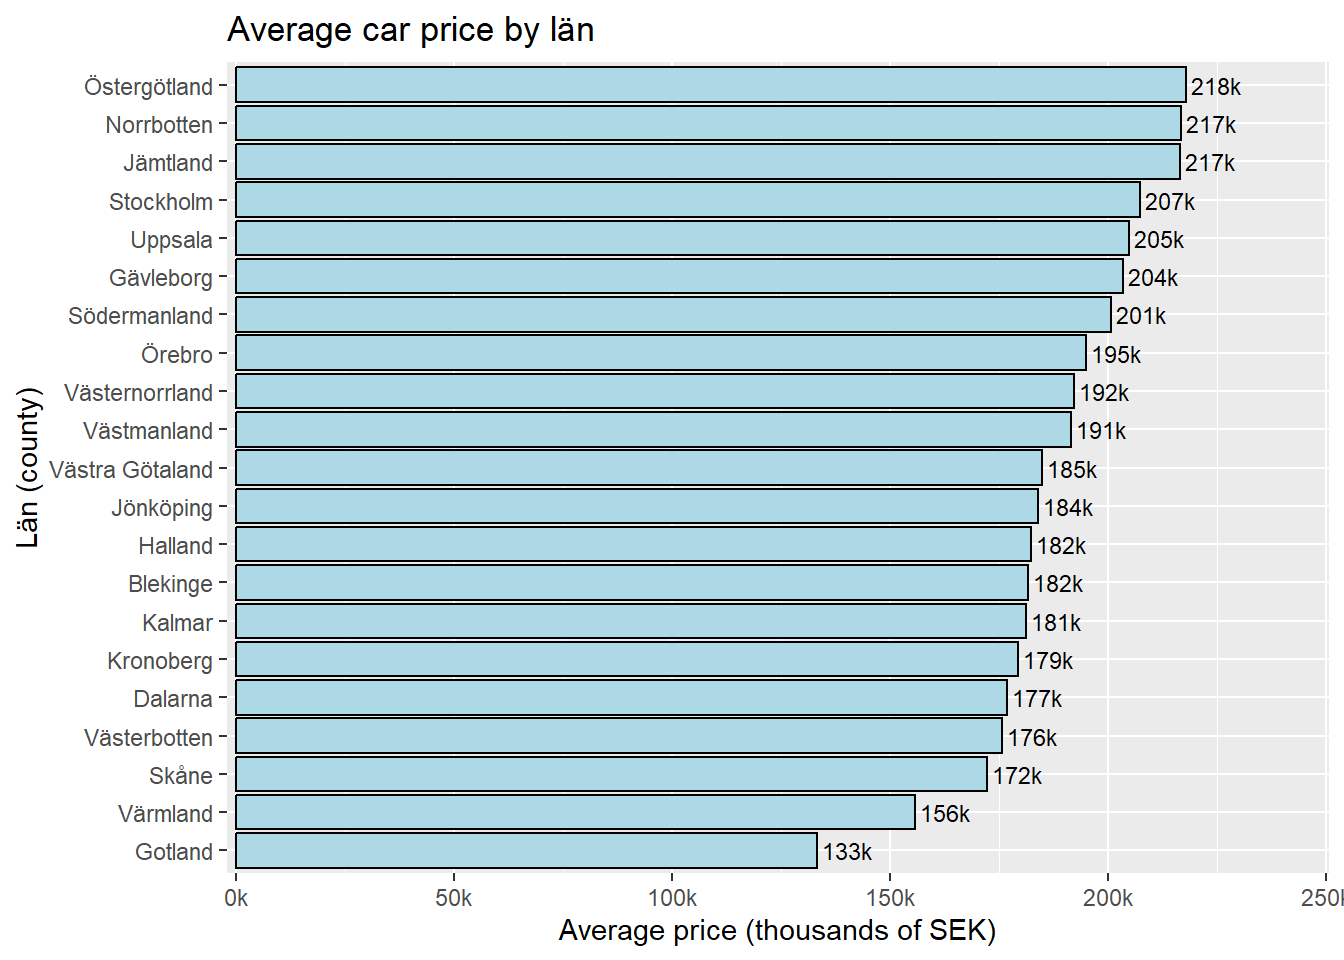 Average car price by län
Östergötland 218k
Norrbotten 217k
Jämtland 217k
Stockholm 207k
Uppsala 205k
Gävleborg 204k
Södermanland 201k
Örebro 195k
Västernorrland 192k
Västmanland 191k
Västra Götaland 185k
Jönköping 184k
Halland 182k
Blekinge 182k
Kalmar 181k
Kronoberg 179k
Dalarna 177k
Västerbotten 176k
Skåne 172k
Värmland 156k
Gotland 133k
Län (county)
0k 50k 100k 150k 200k 250k
Average price (thousands of SEK)